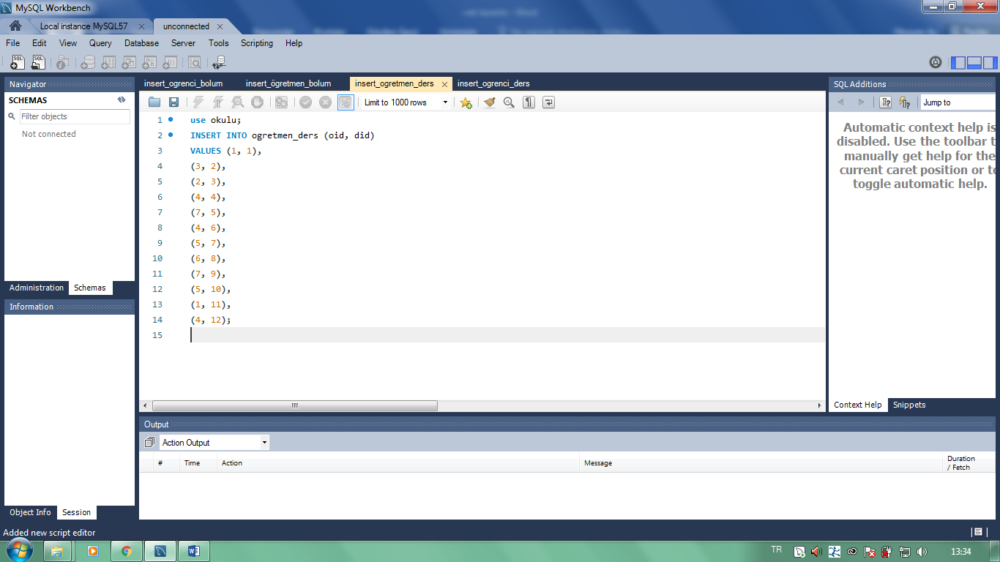 MySQL Workbench
Local instance MySQL57
unconnected
File Edit View Query Database Server Tools Scripting Help
Navigator
SCHEMAS
Filter objects
Not connected
Administration Schemas
Information
Object Info Session
insert_ogrenci_bolum insert_ögretmen_bolum insert_ogretmen_ders insert_ogrenci_ders
Limit to 1000 rows
1 use okulu;
2 INSERT INTO ogretmen_ders (oid, did)
3 VALUES (1, 1),
4 (3, 2),
5 (2, 3),
6 (4, 4),
7 (7, 5),
8 (4, 6),
9 (5, 7),
10 (6, 8),
11 (7, 9),
12 (5, 10),
13 (1, 11),
14 (4, 12);
15
SQL Additions
Jump to
Automatic context help is
disabled. Use the toolbar t
manually get help for the
current caret position or to
toggle automatic help.
Context Help Snippets
Output
Action Output
# Time Action Message Duration
/ Fetch
Added new script editor
TR
13:34